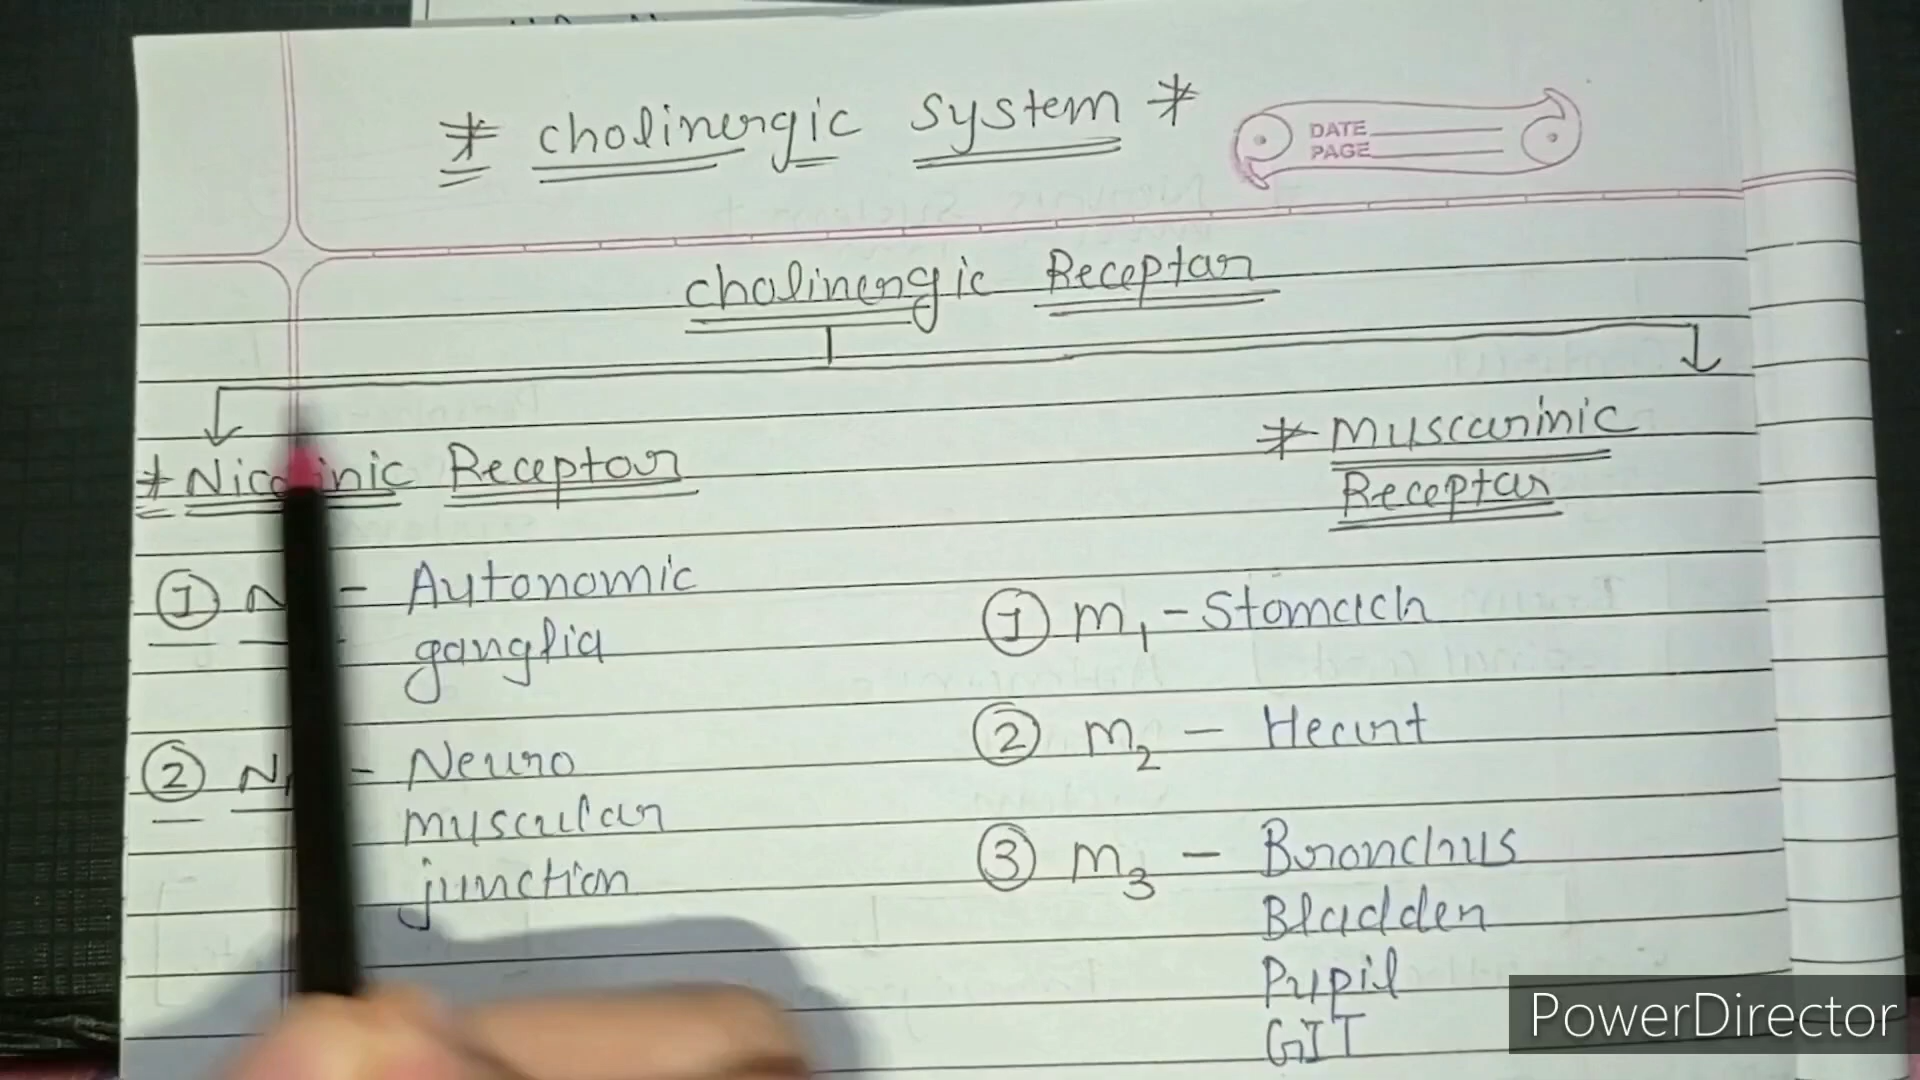 * cholinergic system *
DATE
PAGE
cholinergic Receptor
* Nicotinic Receptor
* Muscarinic
Receptor
① N - Autonomic
ganglia
② N - Neuro
muscular
junction
① M₁ - Stomach
② M₂ - Heart
③ M₃ - Bronchus
Bladder
Pupil
GIT
PowerDirector